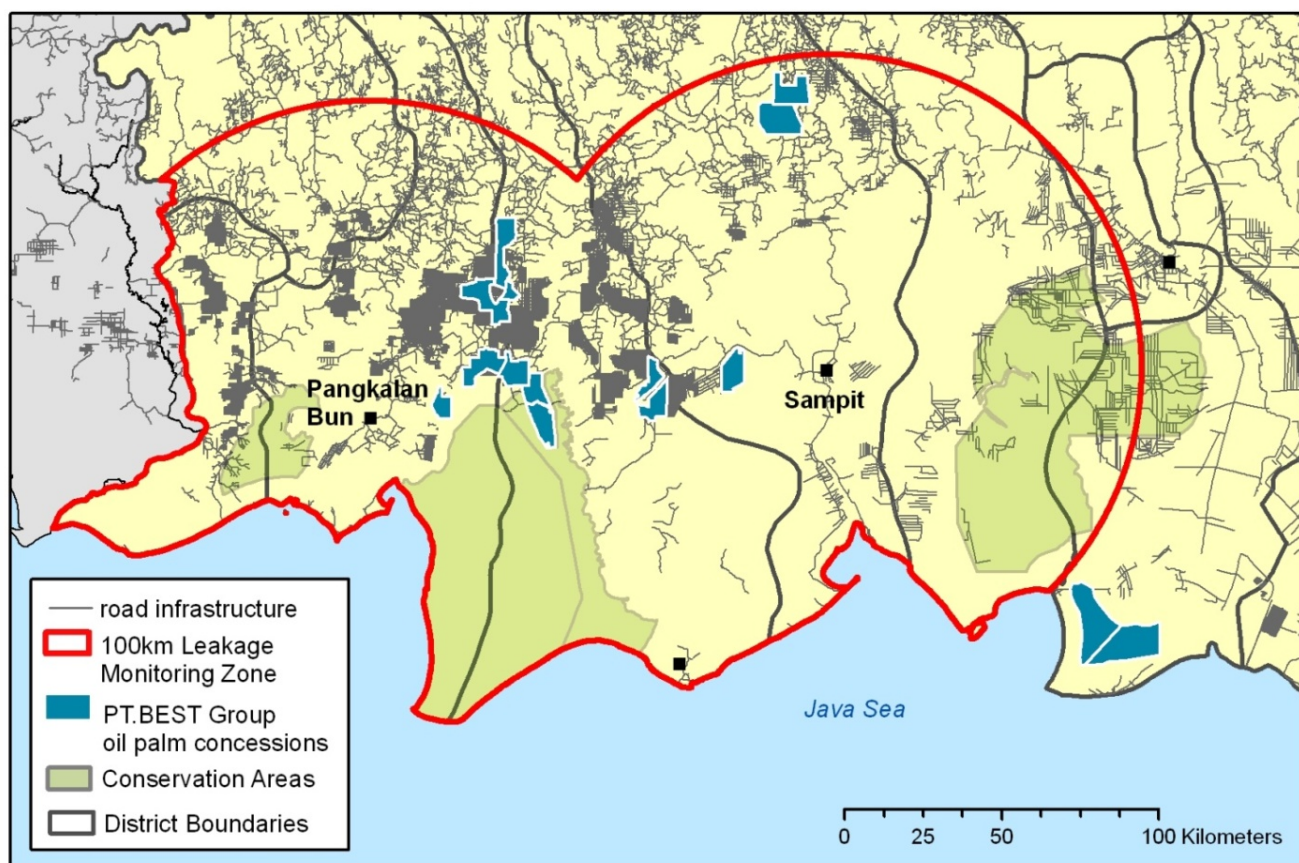 Pangkalan
Bun
Sampit
Java Sea
road infrastructure
100km Leakage
Monitoring Zone
PT.BEST Group
oil palm concessions
Conservation Areas
District Boundaries
0 25 50 100 Kilometers